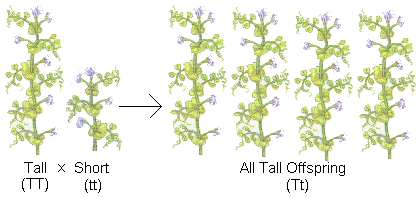 Tall × Short
(TT) (tt)
All Tall Offspring
(Tt)